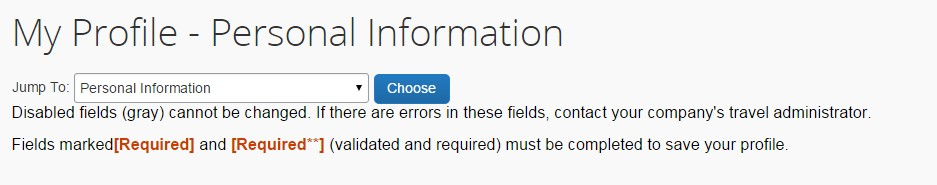 My Profile - Personal Information
Jump To: Personal Information Choose
Disabled fields (gray) cannot be changed. If there are errors in these fields, contact your company's travel administrator.
Fields marked[Required] and [Required**] (validated and required) must be completed to save your profile.